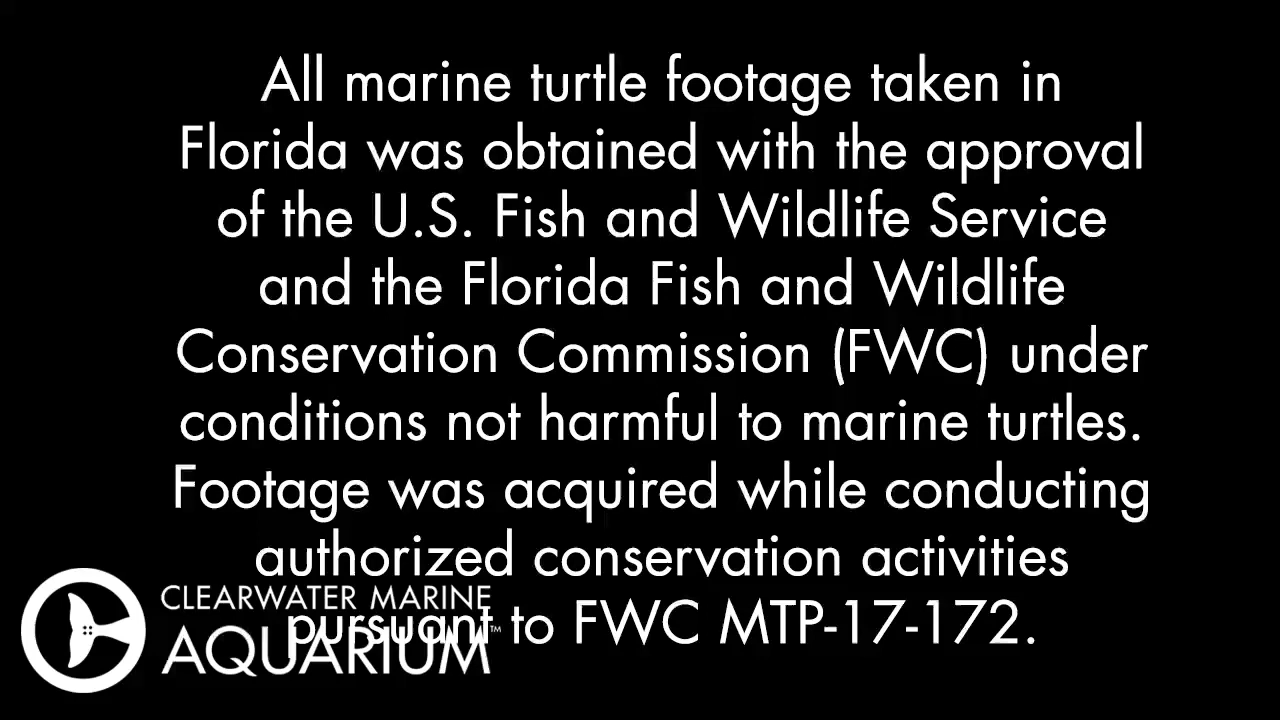 All marine turtle footage taken in
Florida was obtained with the approval
of the U.S. Fish and Wildlife Service
and the Florida Fish and Wildlife
Conservation Commission (FWC) under
conditions not harmful to marine turtles.
Footage was acquired while conducting
authorized conservation activities
pursuant to FWC MTP-17-172.
CLEARWATER MARINE
AQUARIUM™